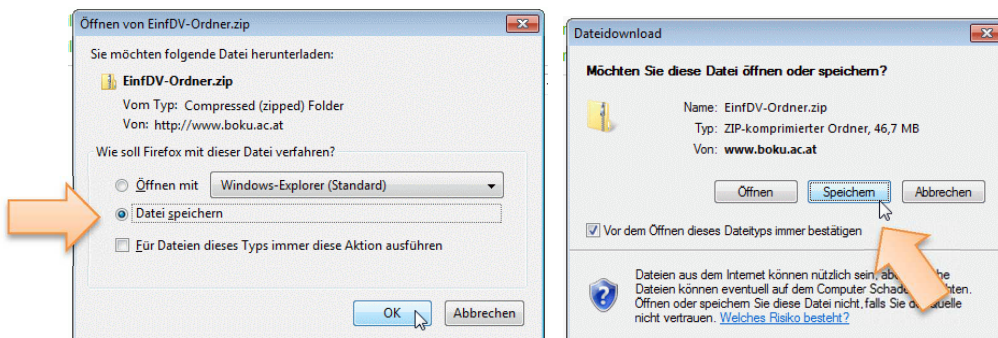 Öffnen von EinfDV-Ordner.zip
Sie möchten folgende Datei herunterladen:
EinfDV-Ordner.zip
Vom Typ: Compressed (zipped) Folder
Von: http://www.boku.ac.at
Wie soll Firefox mit dieser Datei verfahren?
Öffnen mit
Windows-Explorer (Standard)
Datei speichern
Für Dateien dieses Typs immer diese Aktion ausführen
OK
Abbrechen
Dateidownload
Möchten Sie diese Datei öffnen oder speichern?
Name: EinfDV-Ordner.zip
Typ: ZIP-komprimierter Ordner, 46,7 MB
Von: www.boku.ac.at
Öffnen
Speichern
Abbrechen
Vor dem Öffnen dieses Dateityps immer bestätigen
Dateien aus dem Internet können nützlich sein,
Dateien können eventuell auf dem Computer
Öffnen oder speichern Sie diese Datei nicht, falls Sie
nicht vertrauen. Welches Risiko besteht?